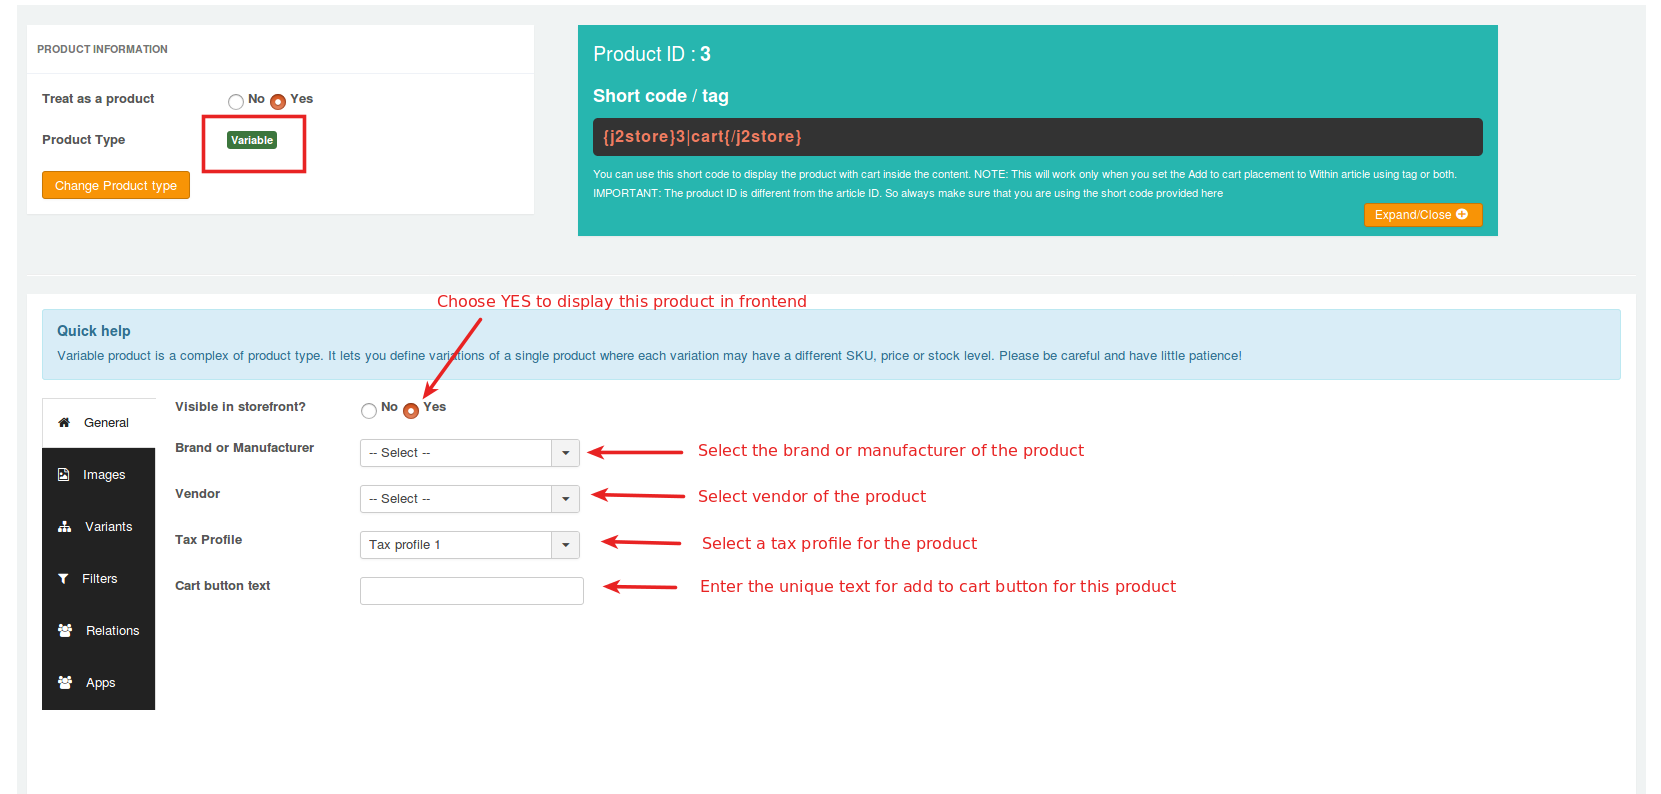 PRODUCT INFORMATION
Treat as a product
No Yes
Product Type
Variable
Change Product type
Product ID : 3
Short code / tag
{j2store}3|cart{/j2store}
You can use this short code to display the product with cart inside the content. NOTE: This will work only when you set the Add to cart placement to Within article using tag or both.
IMPORTANT: The product ID is different from the article ID. So always make sure that you are using the short code provided here
Expand/Close
Choose YES to display this product in frontend
Quick help
Variable product is a complex of product type. It lets you define variations of a single product where each variation may have a different SKU, price or stock level. Please be careful and have little patience!
General
Images
Variants
Filters
Relations
Apps
Visible in storefront?
No Yes
Brand or Manufacturer
-- Select --
Select the brand or manufacturer of the product
Vendor
-- Select --
Select vendor of the product
Tax Profile
Tax profile 1
Select a tax profile for the product
Cart button text
Enter the unique text for add to cart button for this product